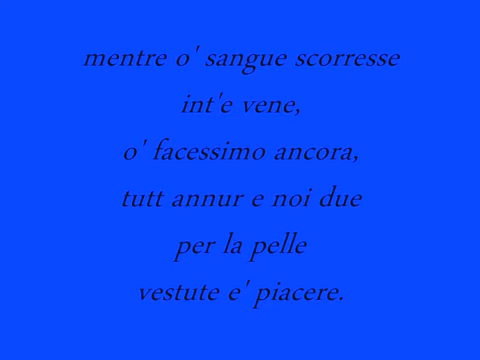 mentre o' sangue scorresse
int'e vene,
o' facessimo ancora,
tutt annur e noi due
per la pelle
vestute e' piacere.